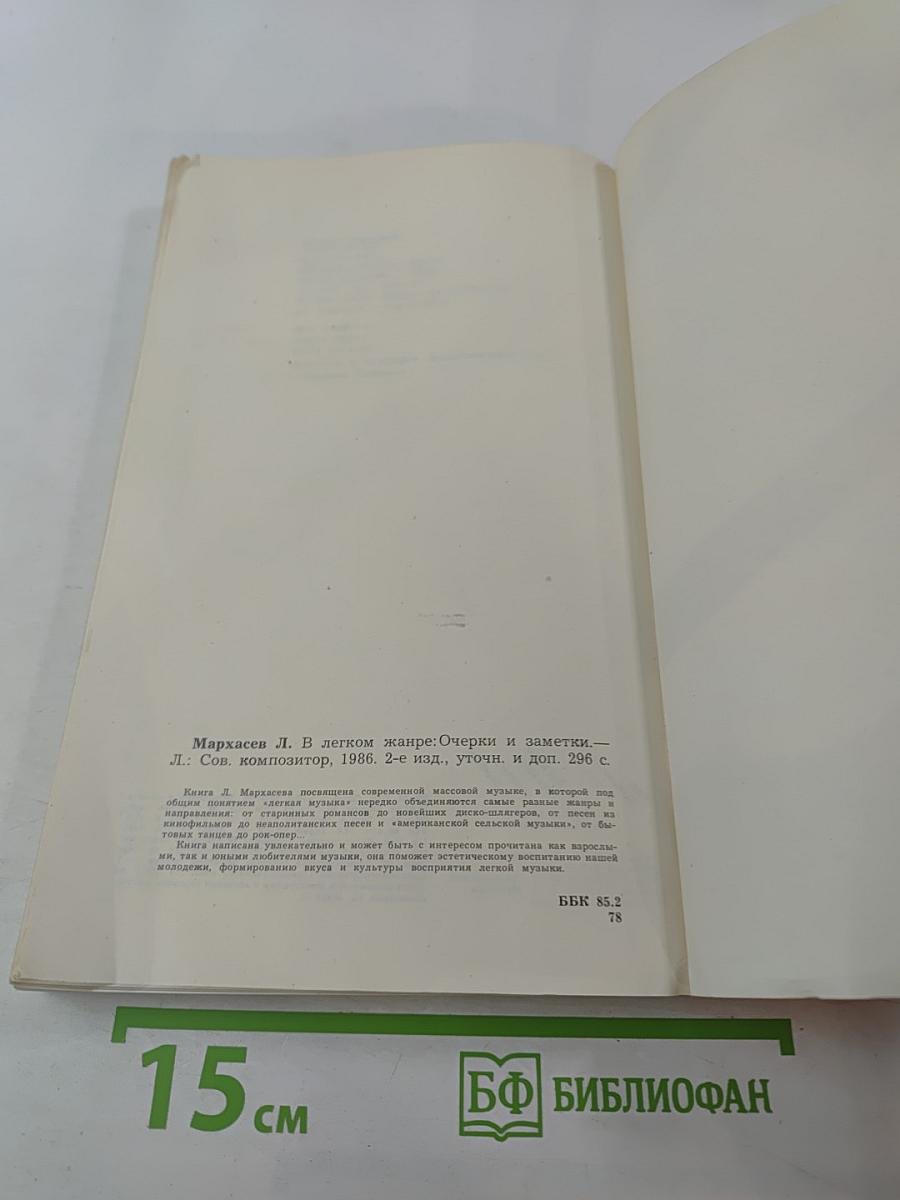 Мархасев Л. В легком жанре: Очерки и заметки.—
Л.: Сов. композитор, 1986. 2-е изд., уточн. и доп. 296 с.
Книга Л. Мархасева посвящена современной массовой музыке, в которой под
общим понятием «легкая музыка» нередко объединяются самые разные жанры и
направления: от старинных романсов до новейших диско-шлягеров, от песен из
кинофильмов до неаполитанских песен и «американской сельской музыки», от бы-
товых танцев до рок-опер...
Книга написана увлекательно и может быть с интересом прочитана как взрослы-
ми, так и юными любителями музыки, она поможет эстетическому воспитанию нашей
молодежи, формированию вкуса и культуры восприятия легкой музыки.
ББК 85.2
78
15 см
БФ БИБЛИОФАН